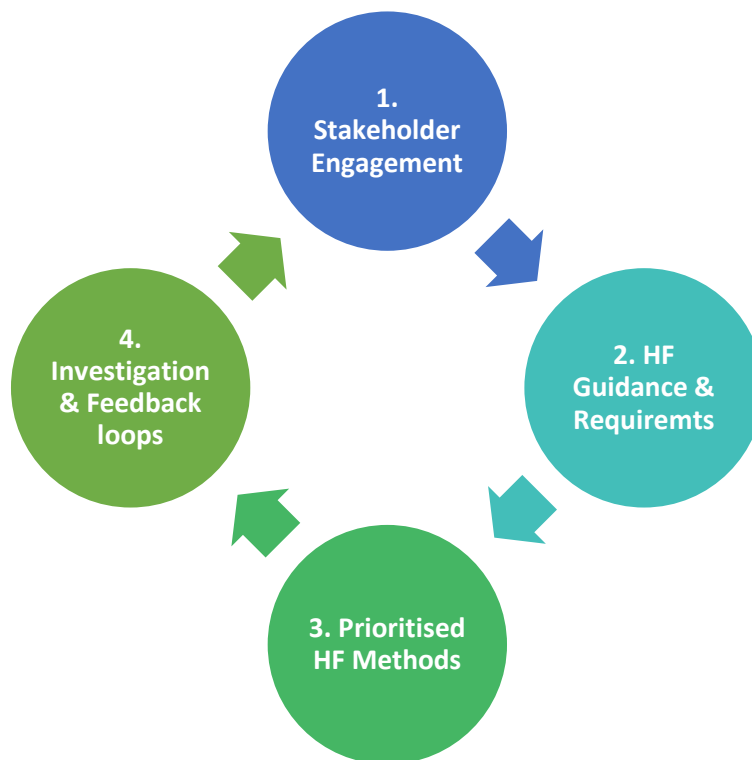 1.
Stakeholder
Engagement
2. HF
Guidance &
Requiremts
3. Prioritised
HF Methods
4.
Investigation
& Feedback
loops